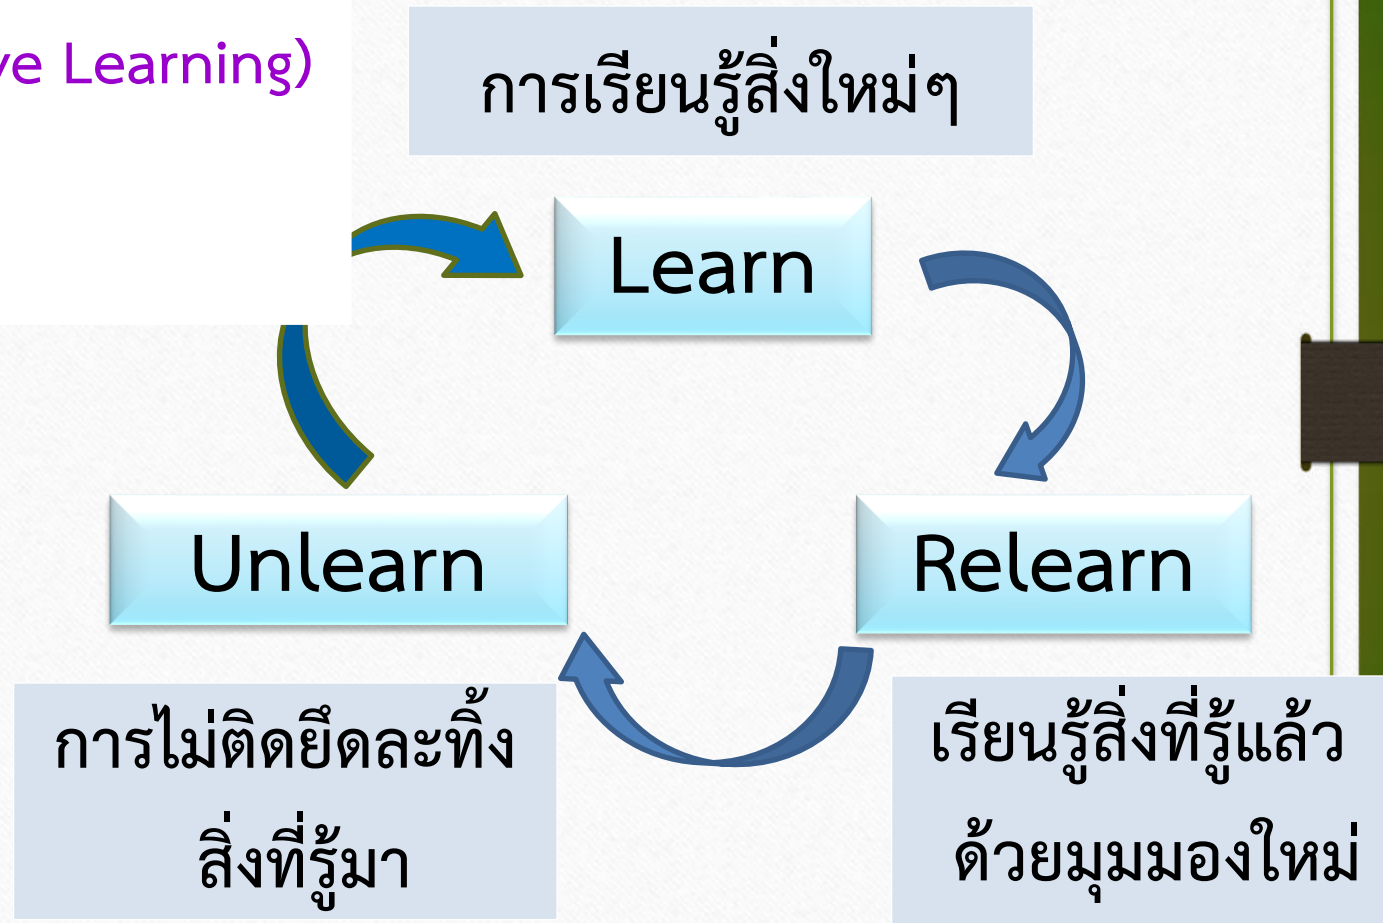 Learning)
การเรียนรู้สิ่งใหม่ๆ
Learn
Unlearn
Relearn
การไม่ติดยึดละทิ้ง
สิ่งที่รู้มา
เรียนรู้สิ่งที่รู้แล้ว
ด้วยมุมมองใหม่